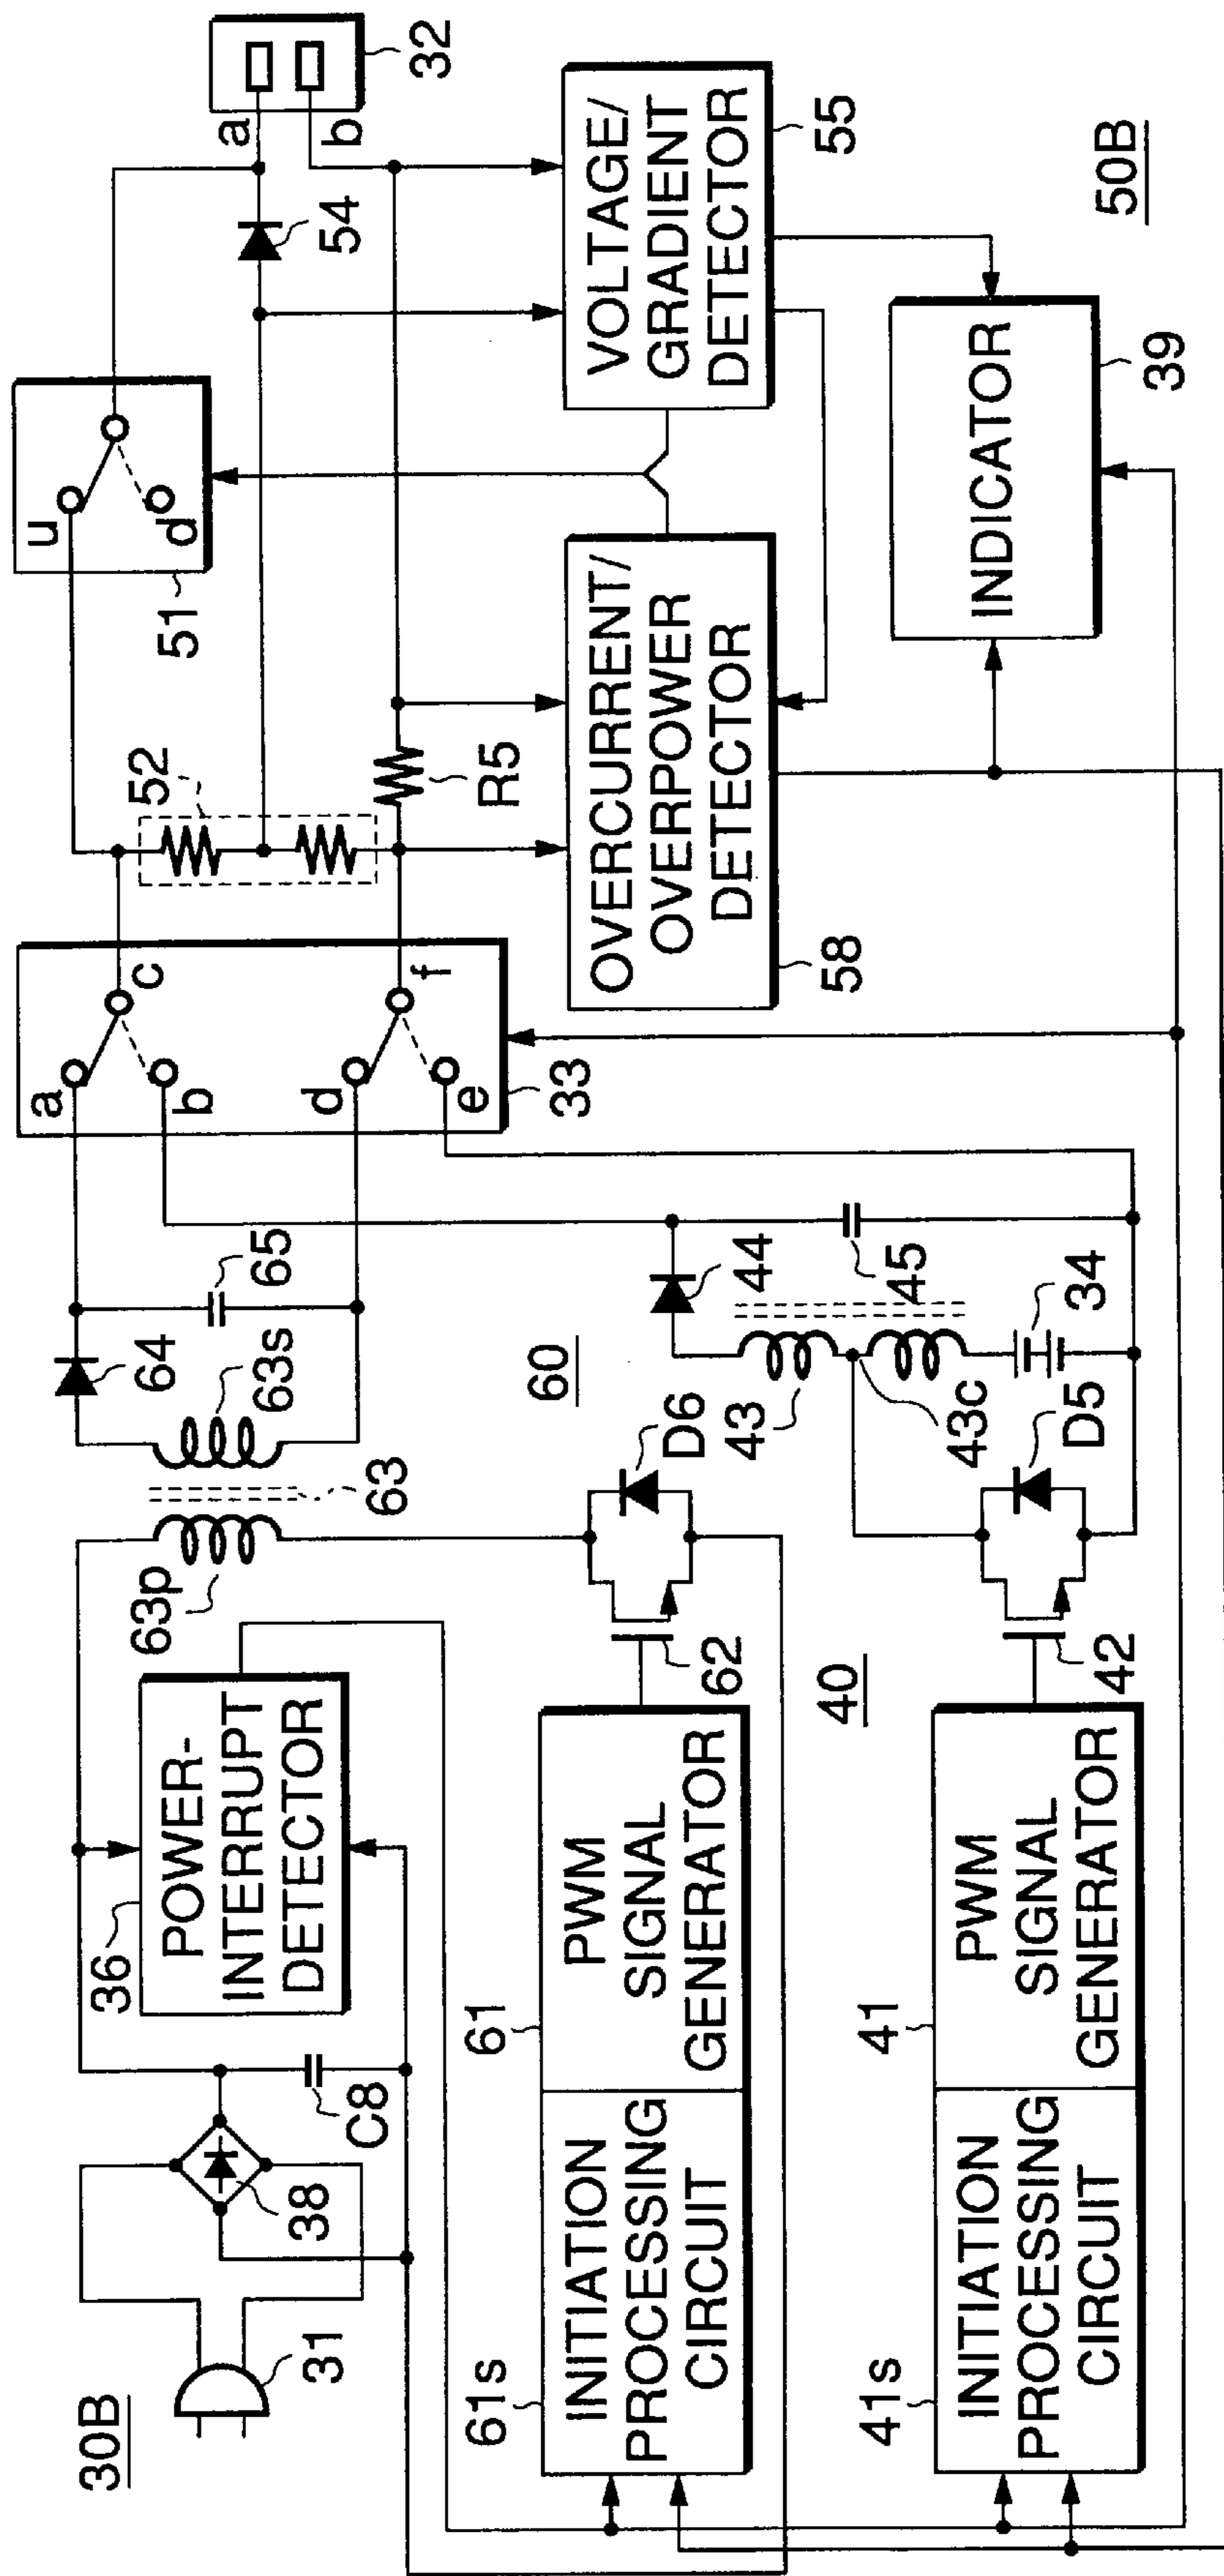 30B
31
38
C8
36
POWER-
INTERRUPT
DETECTOR
63p
63
63s
64
65
a
b
c
d
e
f
33
52
R5
51
u
d
54
a
b
32
61s
61
INITIATION
PROCESSING
CIRCUIT
PWM
SIGNAL
GENERATOR
62
D6
60
40
41s
41
INITIATION
PROCESSING
CIRCUIT
PWM
SIGNAL
GENERATOR
42
D5
43
43c
44
45
34
58
OVERCURRENT/
OVERPOWER
DETECTOR
VOLTAGE/
GRADIENT
DETECTOR
55
INDICATOR
39
50B